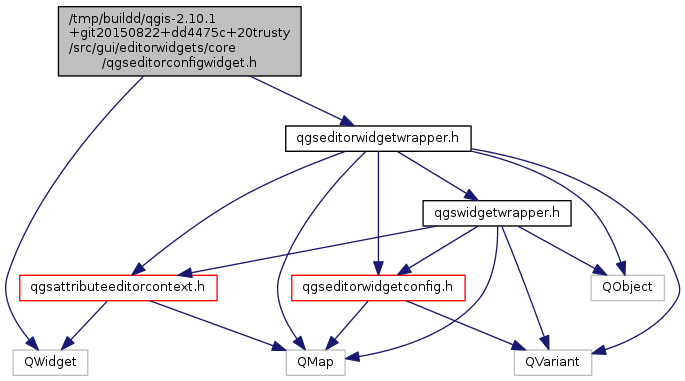 /tmp/buildd/qgis-2.10.1
+git20150822+dd4475c+20trusty
/src/gui/editorwidgets/core
/qgseditorconfigwidget.h
qgseditorwidgetwrapper.h
qgswidgetwrapper.h
qgsattributeeditorcontext.h
qgseditorwidgetconfig.h
QObject
QWidget
QMap
QVariant